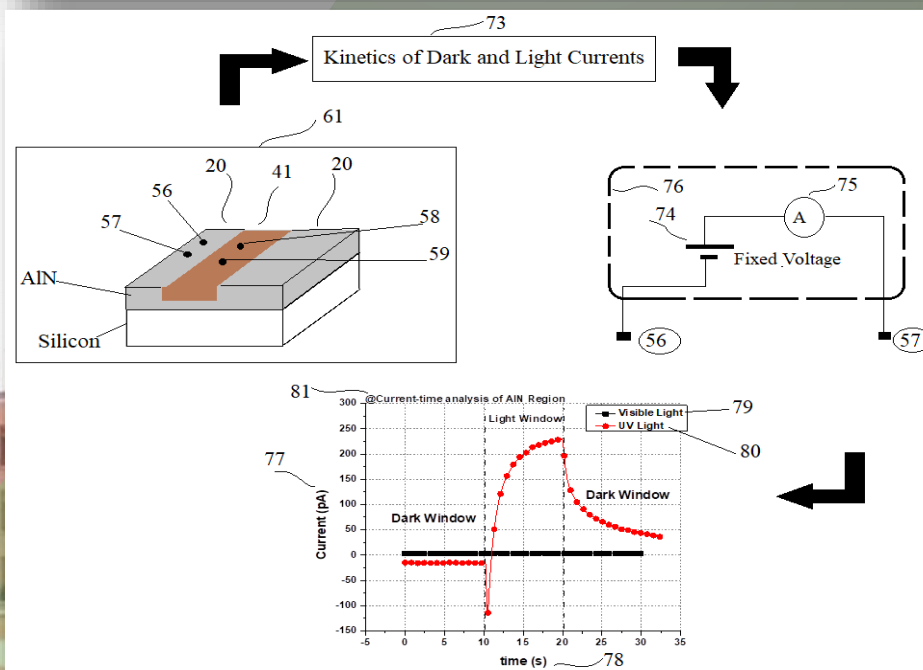 73
Kinetics of Dark and Light Currents
61
20
41
20
56
57
58
59
AlN
Silicon
76
75
74
A
Fixed Voltage
56
57
81
@Current-time analysis of AlN Region
300
250
200
150
100
50
0
-50
-100
-150
Current (pA)
77
Light Window
Visible Light
UV Light
79
80
Dark Window
Dark Window
-5
0
5
10
15
20
25
30
35
time (s)
78